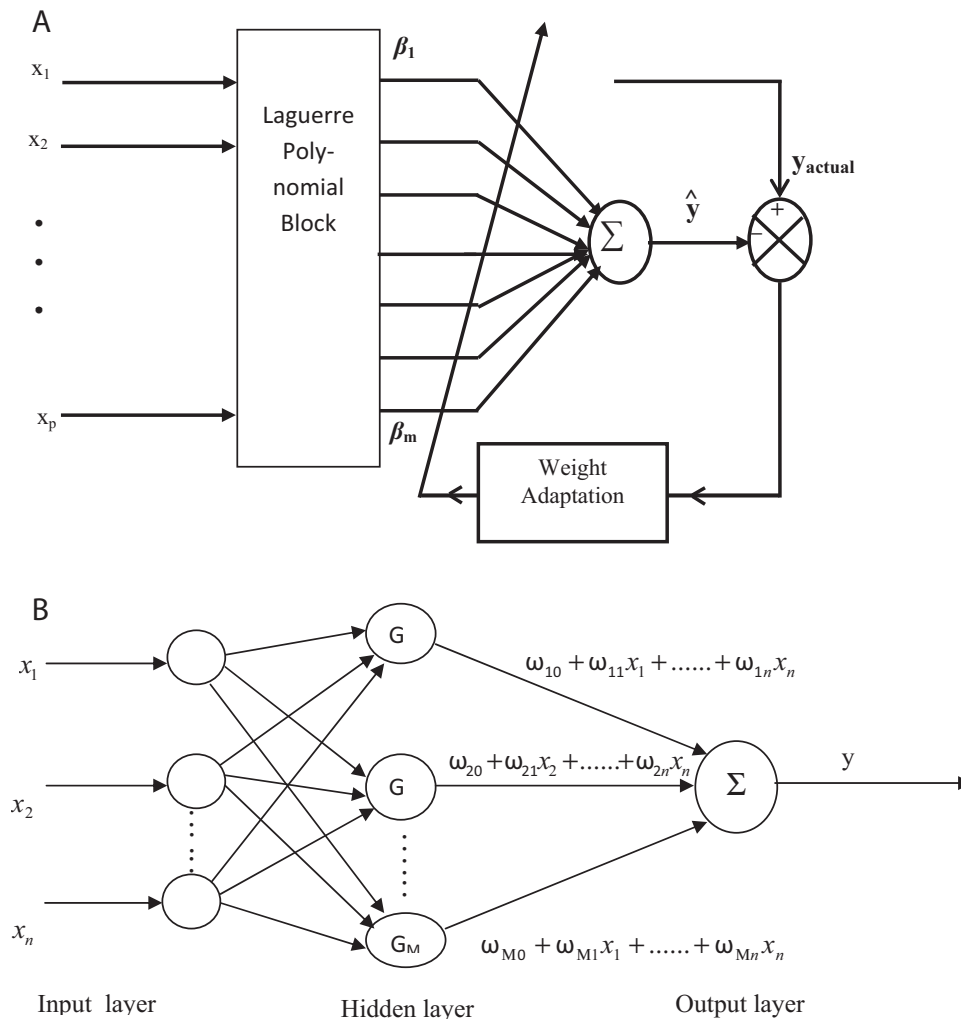 A
x1
x2
xp
Laguerre
Poly-
nomial
Block
β1
βm
Σ
ŷ
yactual
+
−
Weight
Adaptation
B
x1
x2
xn
G
G
GM
ω10 + ω11x1 + ...... + ω1nxn
ω20 + ω21x2 + ...... + ω2nxn
ωM0 + ωM1x1 + ...... + ωMnxn
Σ
y
Input layer
Hidden layer
Output layer